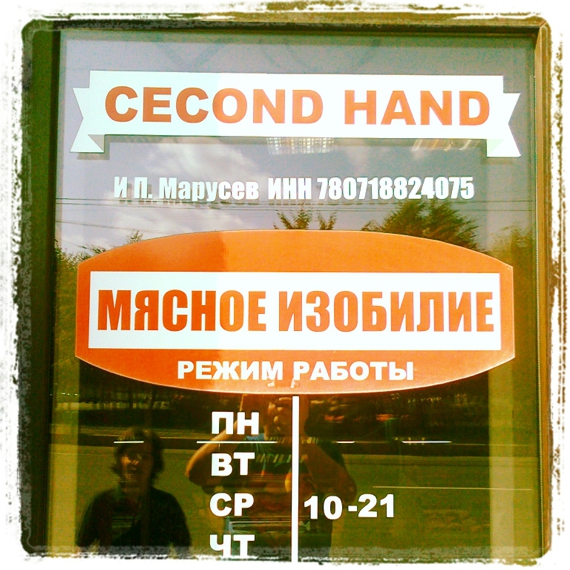 CECOND HAND
И П. Марусев ИНН 780718824075
МЯСНОЕ ИЗОБИЛИЕ
РЕЖИМ РАБОТЫ
ПН
ВТ
СР 10-21
ЧТ